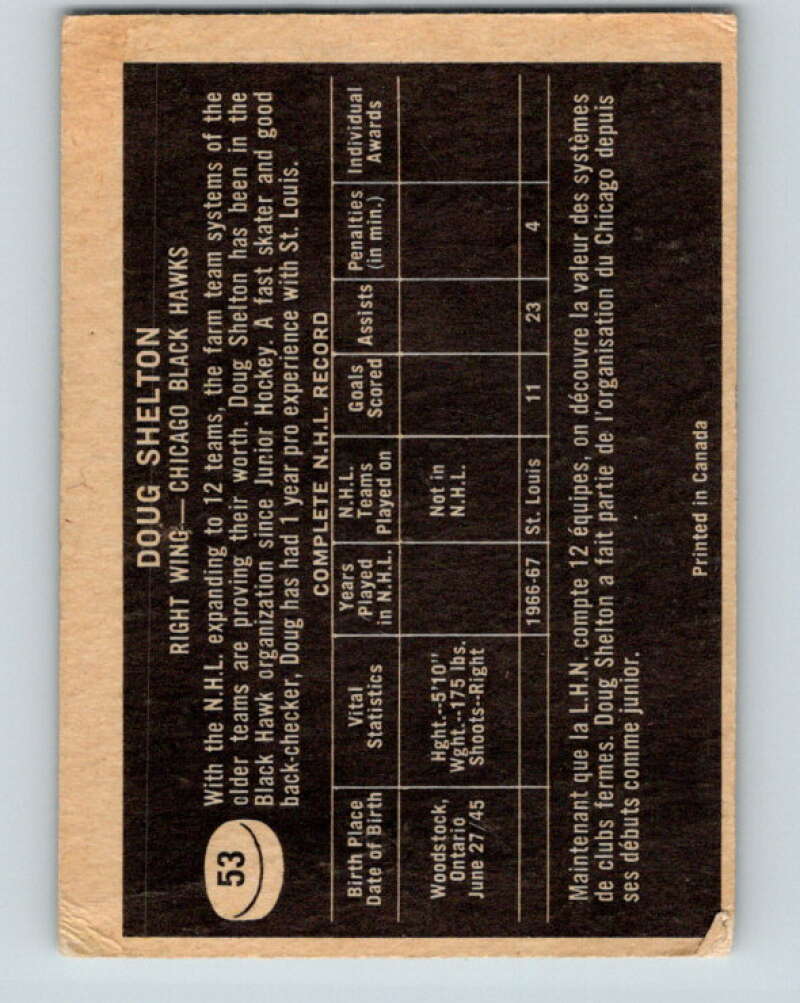 DOUG SHELTON
RIGHT WING — CHICAGO BLACK HAWKS
53
With the N.H.L. expanding to 12 teams, the farm team systems of the
older teams are proving their worth. Doug Shelton has been in the
Black Hawk organization since Junior Hockey. A fast skater and good
back-checker, Doug has had 1 year pro experience with St. Louis.
COMPLETE N.H.L. RECORD
Birth Place
Date of Birth
Vital
Statistics
Years
Played
in N.H.L.
N.H.L.
Teams
Played on
Goals
Scored
Assists
Penalties
(in min.)
Individual
Awards
Woodstock,
Ontario
June 27/45
Hght.--5'10"
Wght.--175 lbs.
Shoots--Right
Not in
N.H.L.
1966-67 St. Louis 11 23 4
Maintenant que la L.H.N. compte 12 équipes, on découvre la valeur des systèmes
de clubs fermes. Doug Shelton a fait partie de l'organisation du Chicago depuis
ses débuts comme junior.
Printed in Canada